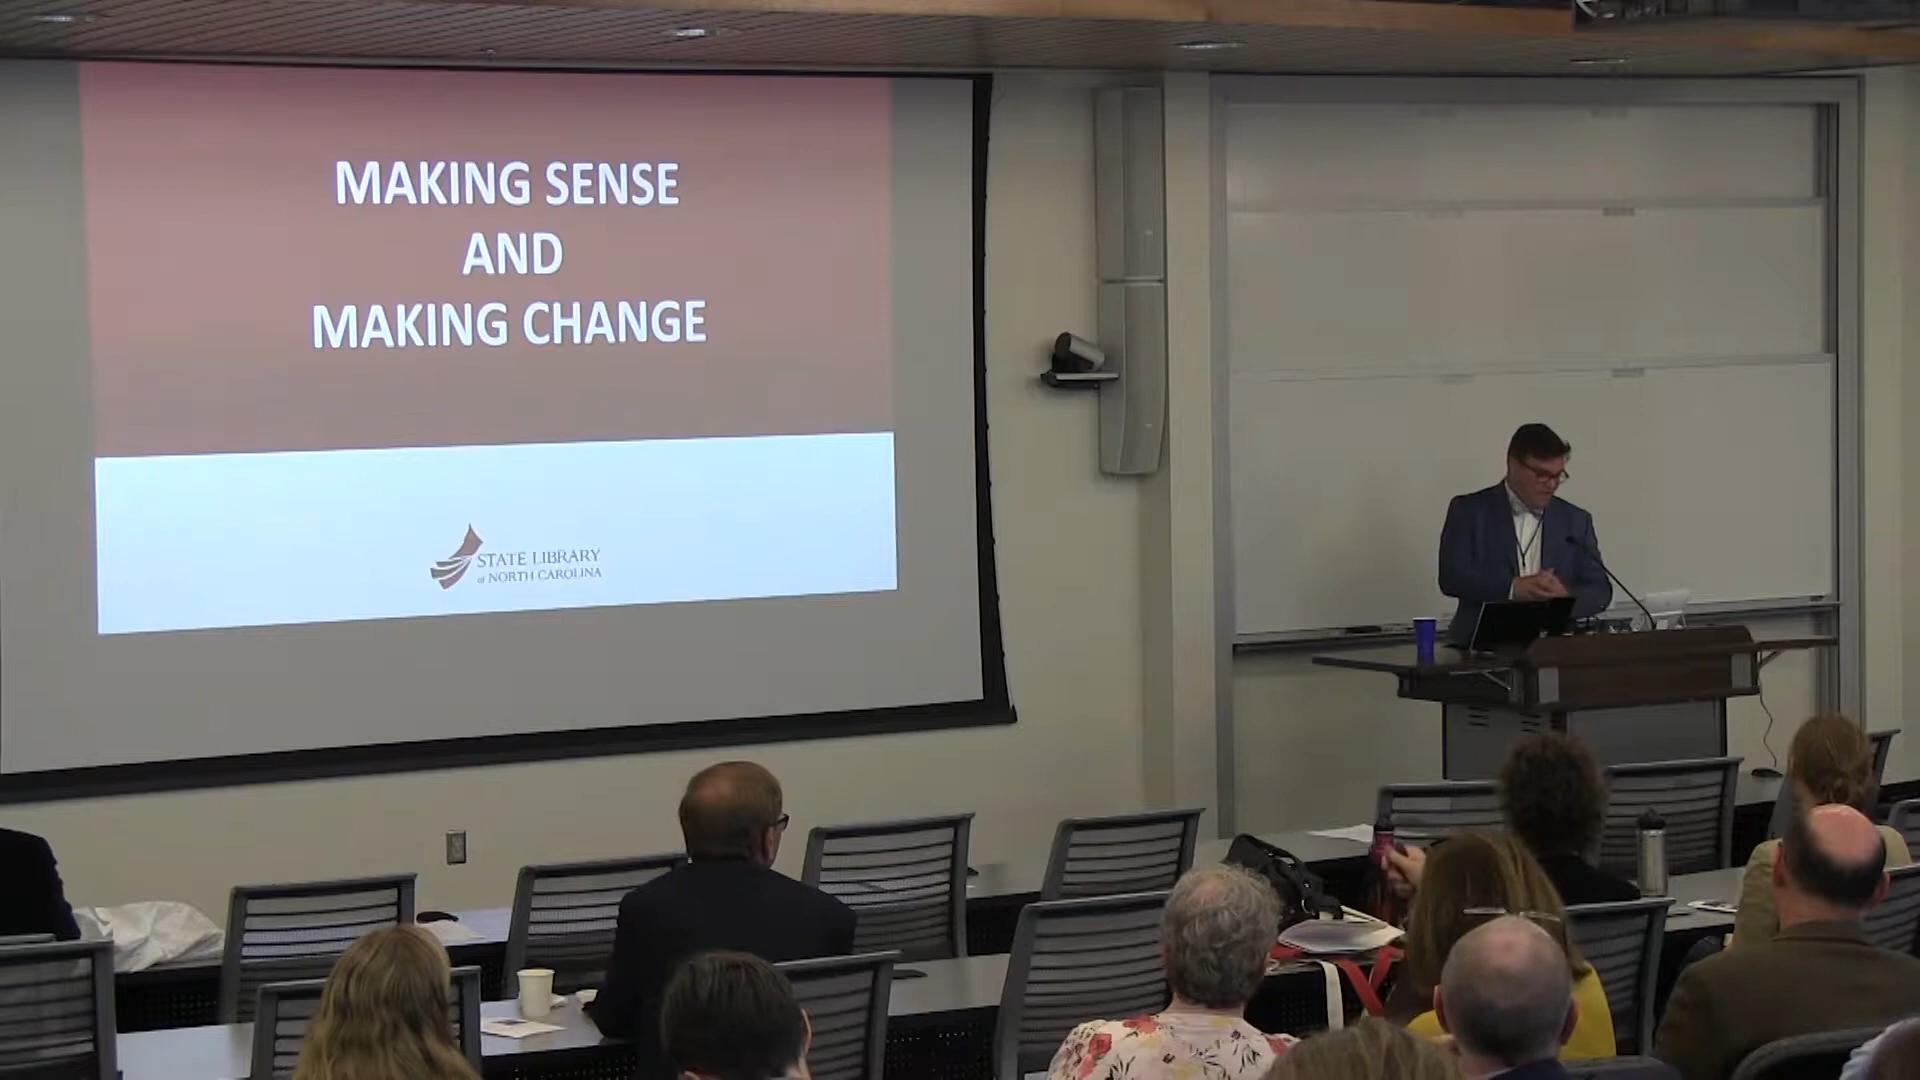 MAKING SENSE
AND
MAKING CHANGE
STATE LIBRARY
of NORTH CAROLINA